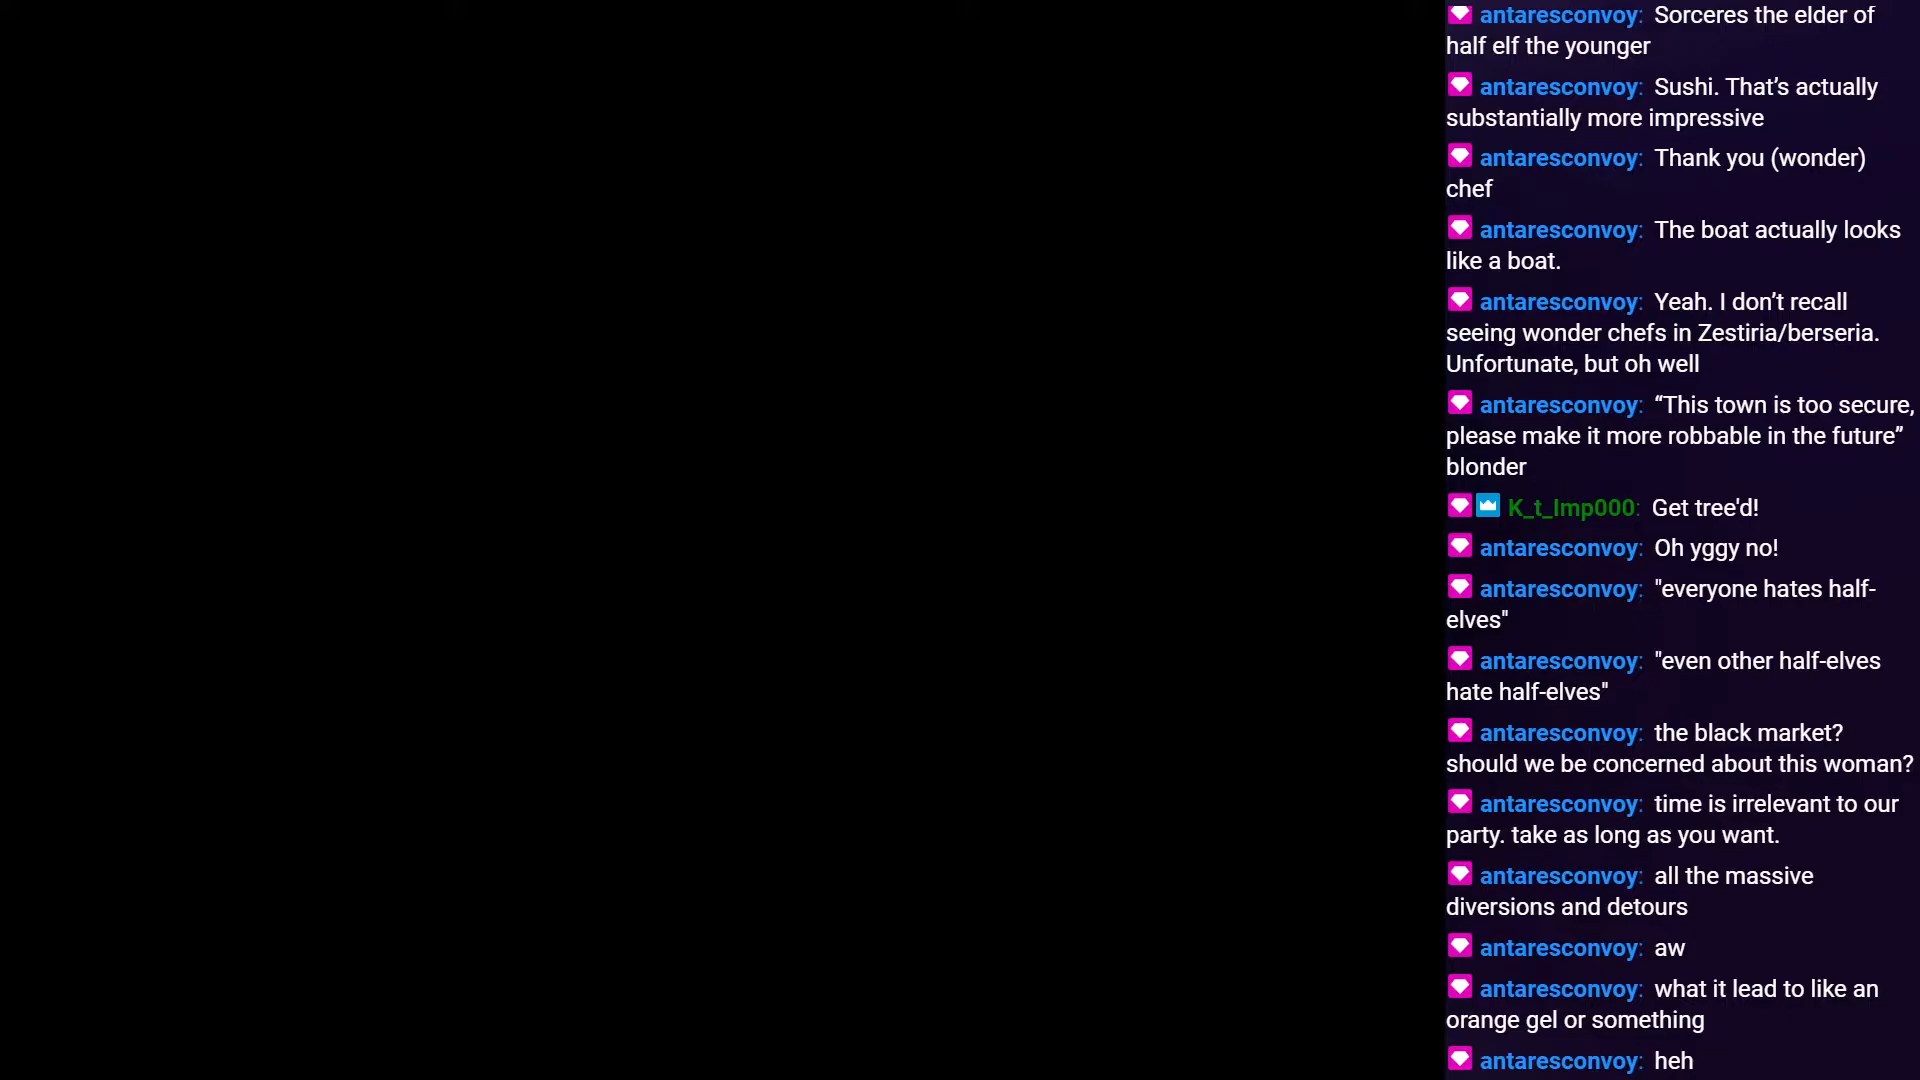 antaresconvoy: Sorceres the elder of
half elf the younger
antaresconvoy: Sushi. That’s actually
substantially more impressive
antaresconvoy: Thank you (wonder)
chef
antaresconvoy: The boat actually looks
like a boat.
antaresconvoy: Yeah. I don’t recall
seeing wonder chefs in Zestiria/berseria.
Unfortunate, but oh well
antaresconvoy: “This town is too secure,
please make it more robbable in the future”
blonder
K_t_Imp000: Get tree'd!
antaresconvoy: Oh yggy no!
antaresconvoy: "everyone hates half-
elves"
antaresconvoy: "even other half-elves
hate half-elves"
antaresconvoy: the black market?
should we be concerned about this woman?
antaresconvoy: time is irrelevant to our
party. take as long as you want.
antaresconvoy: all the massive
diversions and detours
antaresconvoy: aw
antaresconvoy: what it lead to like an
orange gel or something
antaresconvoy: heh